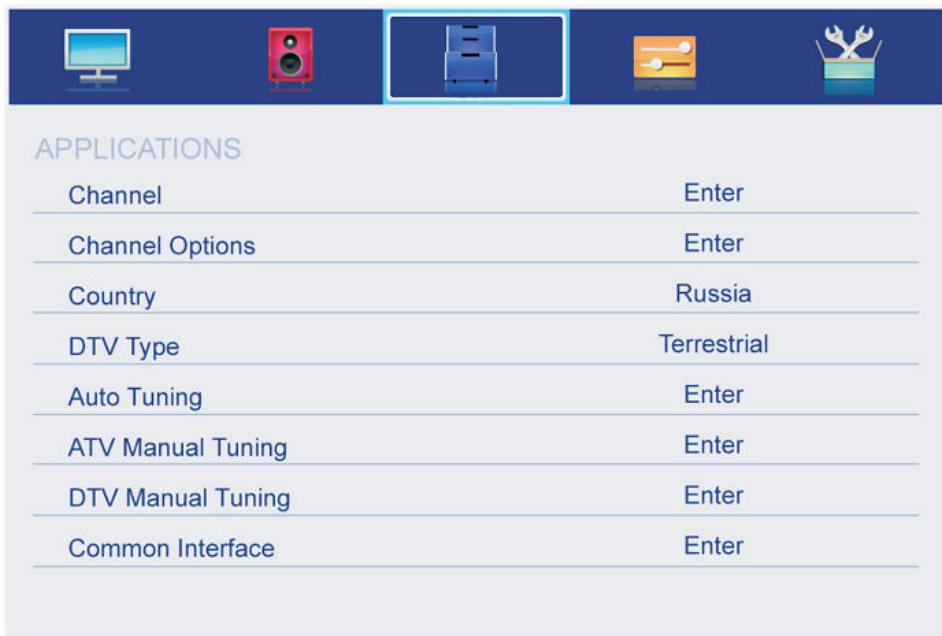 APPLICATIONS
Channel Enter
Channel Options Enter
Country Russia
DTV Type Terrestrial
Auto Tuning Enter
ATV Manual Tuning Enter
DTV Manual Tuning Enter
Common Interface Enter